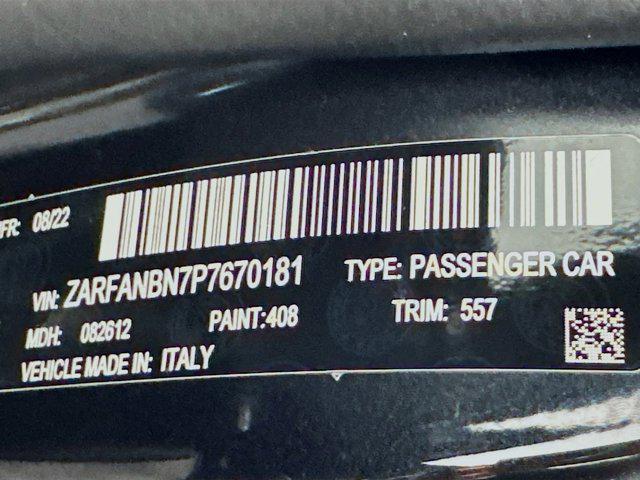 FR: 08/22
VIN: ZARFANBN7P7670181 TYPE: PASSENGER CAR
MDH: 082612 PAINT:408 TRIM: 557
VEHICLE MADE IN: ITALY